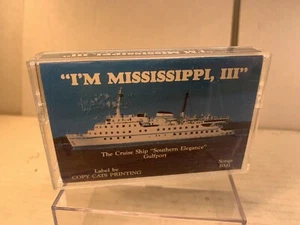 "I'M MISSISSIPPI, III"
The Cruise Ship "Southern Elegance"
Gulfport
Label by
COPY CATS PRINTING